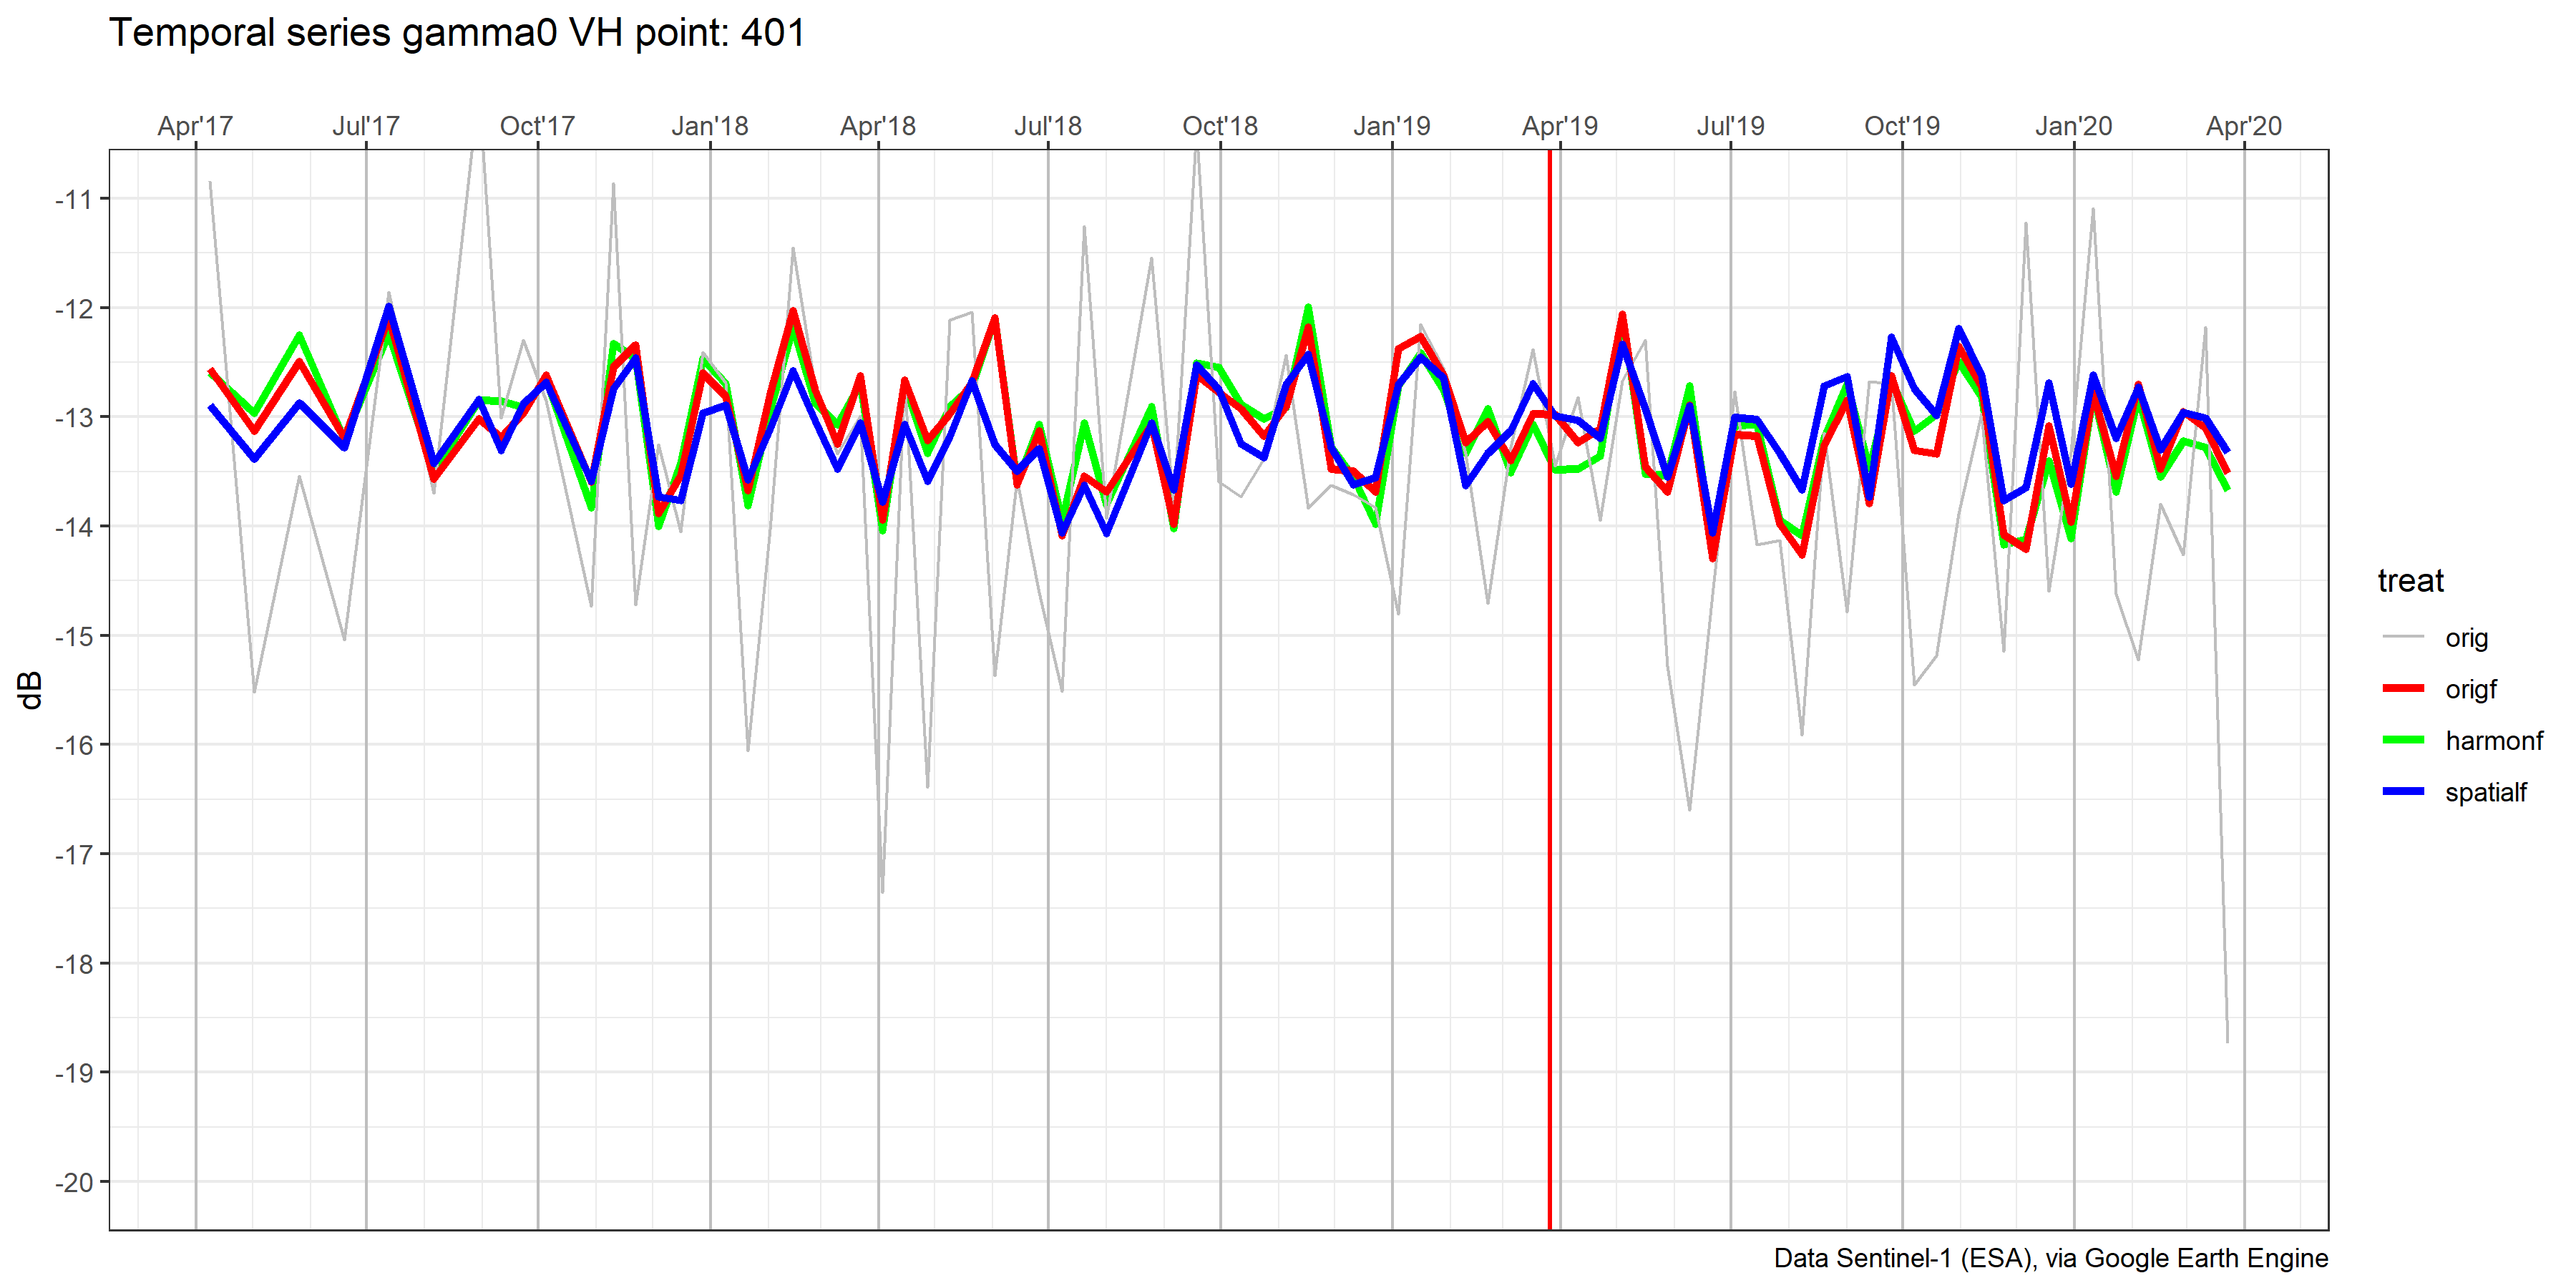 Temporal series gamma0 VH point: 401
Apr'17 Jul'17 Oct'17 Jan'18 Apr'18 Jul'18 Oct'18 Jan'19 Apr'19 Jul'19 Oct'19 Jan'20 Apr'20
-11
-12
-13
-14
-15
-16
-17
-18
-19
-20
dB
treat
orig
origf
harmonf
spatialf
Data Sentinel-1 (ESA), via Google Earth Engine